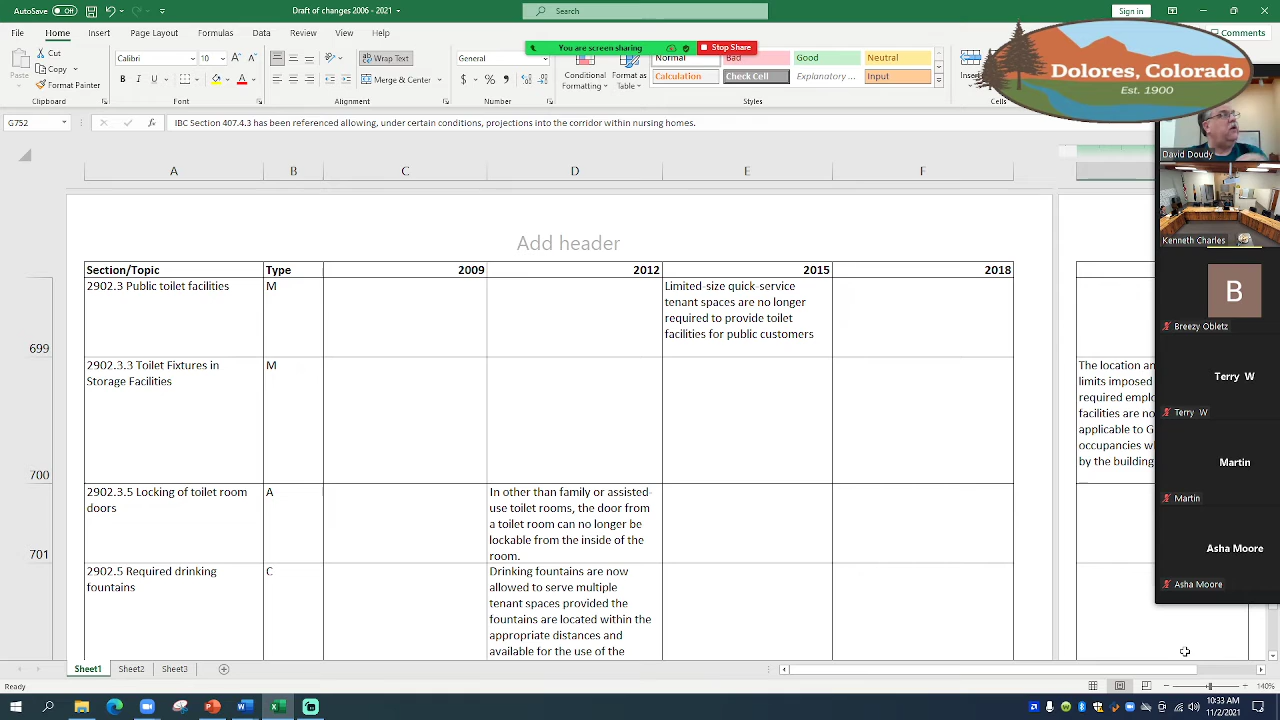 AutoSave Off
Draft of changes 2006 - 2021
Search
Sign in
Home
Insert
Page Layout
Formulas
Data
Review
View
Help
Comments
You are screen sharing
Stop Share
Paste
Cut
Copy
Format Painter
Clipboard
Calibri
10
Font
Wrap Text
Merge & Center
Alignment
General
Number
Conditional Formatting
Format as Table
Normal
Bad
Good
Neutral
Calculation
Check Cell
Explanatory ...
Input
Styles
Insert
Cells
Dolores, Colorado
Est. 1900
G752
IBC Section 407.4.3 has been referenced allowing, under certain conditions, projections into the corridor within nursing homes.
A B C D E F
Add header
Section/Topic Type 2009 2012 2015 2018
699
2902.3 Public toilet facilities
M
Limited-size quick-service
tenant spaces are no longer
required to provide toilet
facilities for public customers
700
2902.3.3 Toilet Fixtures in
Storage Facilities
M
The location an
limits imposed
required emplo
facilities are no
applicable to G
occupancies w
by the building
701
2902.3.5 Locking of toilet room
doors
A
In other than family or assisted-
use toilet rooms, the door from
a toilet room can no longer be
lockable from the inside of the
room.
2902.5 Required drinking
fountains
C
Drinking fountains are now
allowed to serve multiple
tenant spaces provided the
fountains are located within the
appropriate distances and
available for the use of the
David Doudy
Kenneth Charles
B
Breezy Obletz
Terry W
Terry W
Martin
Martin
Asha Moore
Asha Moore
Sheet1 Sheet2 Sheet3
Ready
140%
10:33 AM
11/2/2021